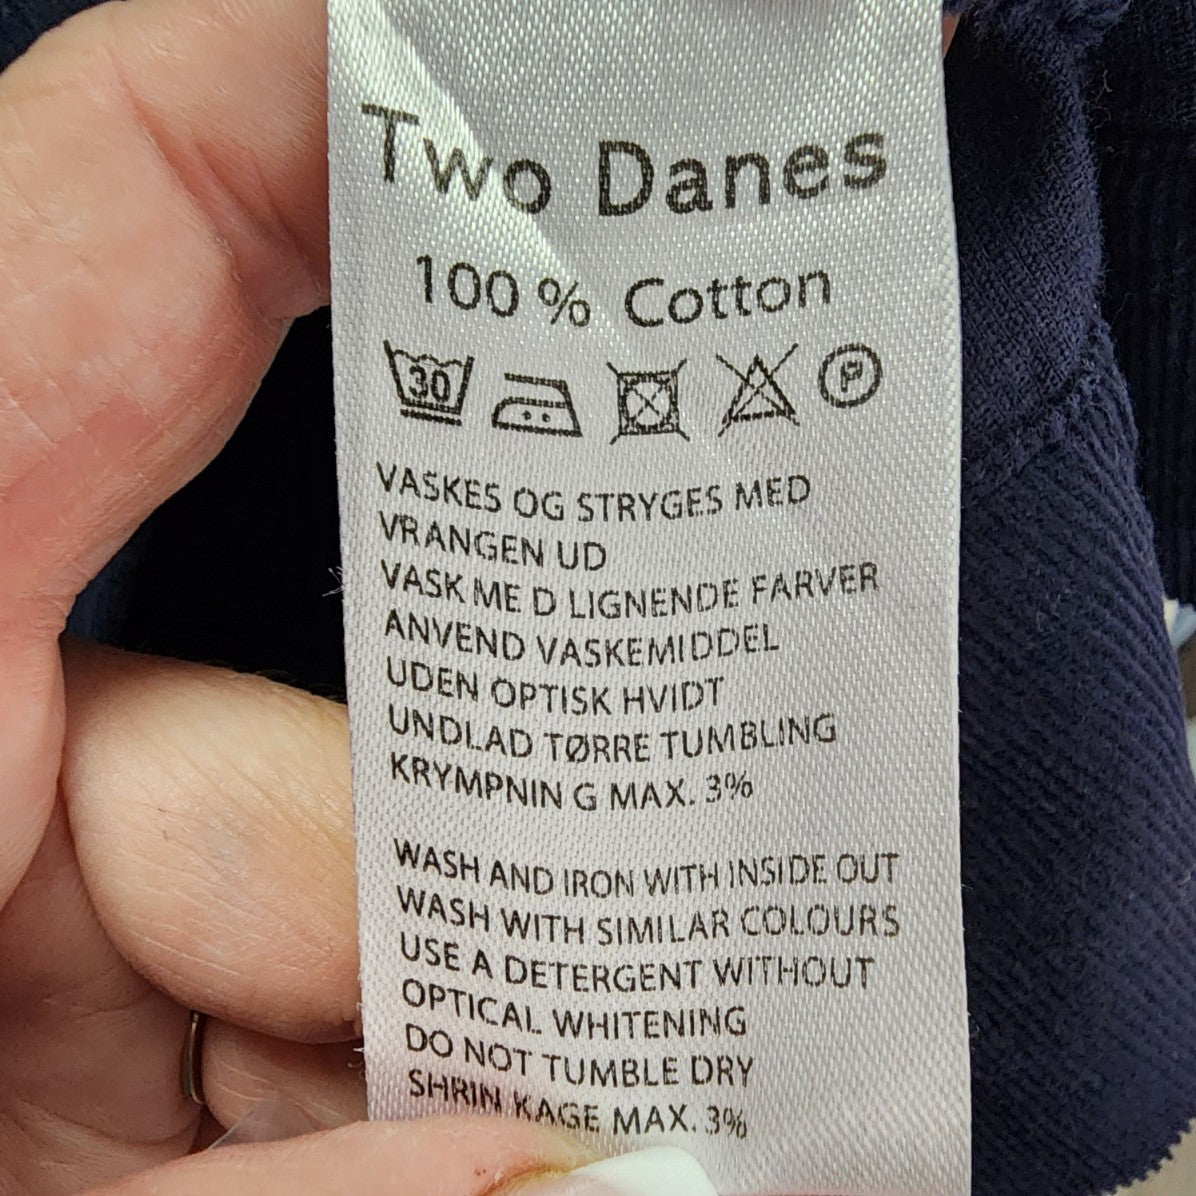 Two Danes
100 % Cotton
30 P
VASKES OG STRYGES MED
VRANGEN UD
VASK ME D LIGNENDE FARVER
ANVEND VASKEMIDDEL
UDEN OPTISK HVIDT
UNDLAD TØRRE TUMBLING
KRYMPNIN G MAX. 3%
WASH AND IRON WITH INSIDE OUT
WASH WITH SIMILAR COLOURS
USE A DETERGENT WITHOUT
OPTICAL WHITENING
DO NOT TUMBLE DRY
SHRIN KAGE MAX. 3%